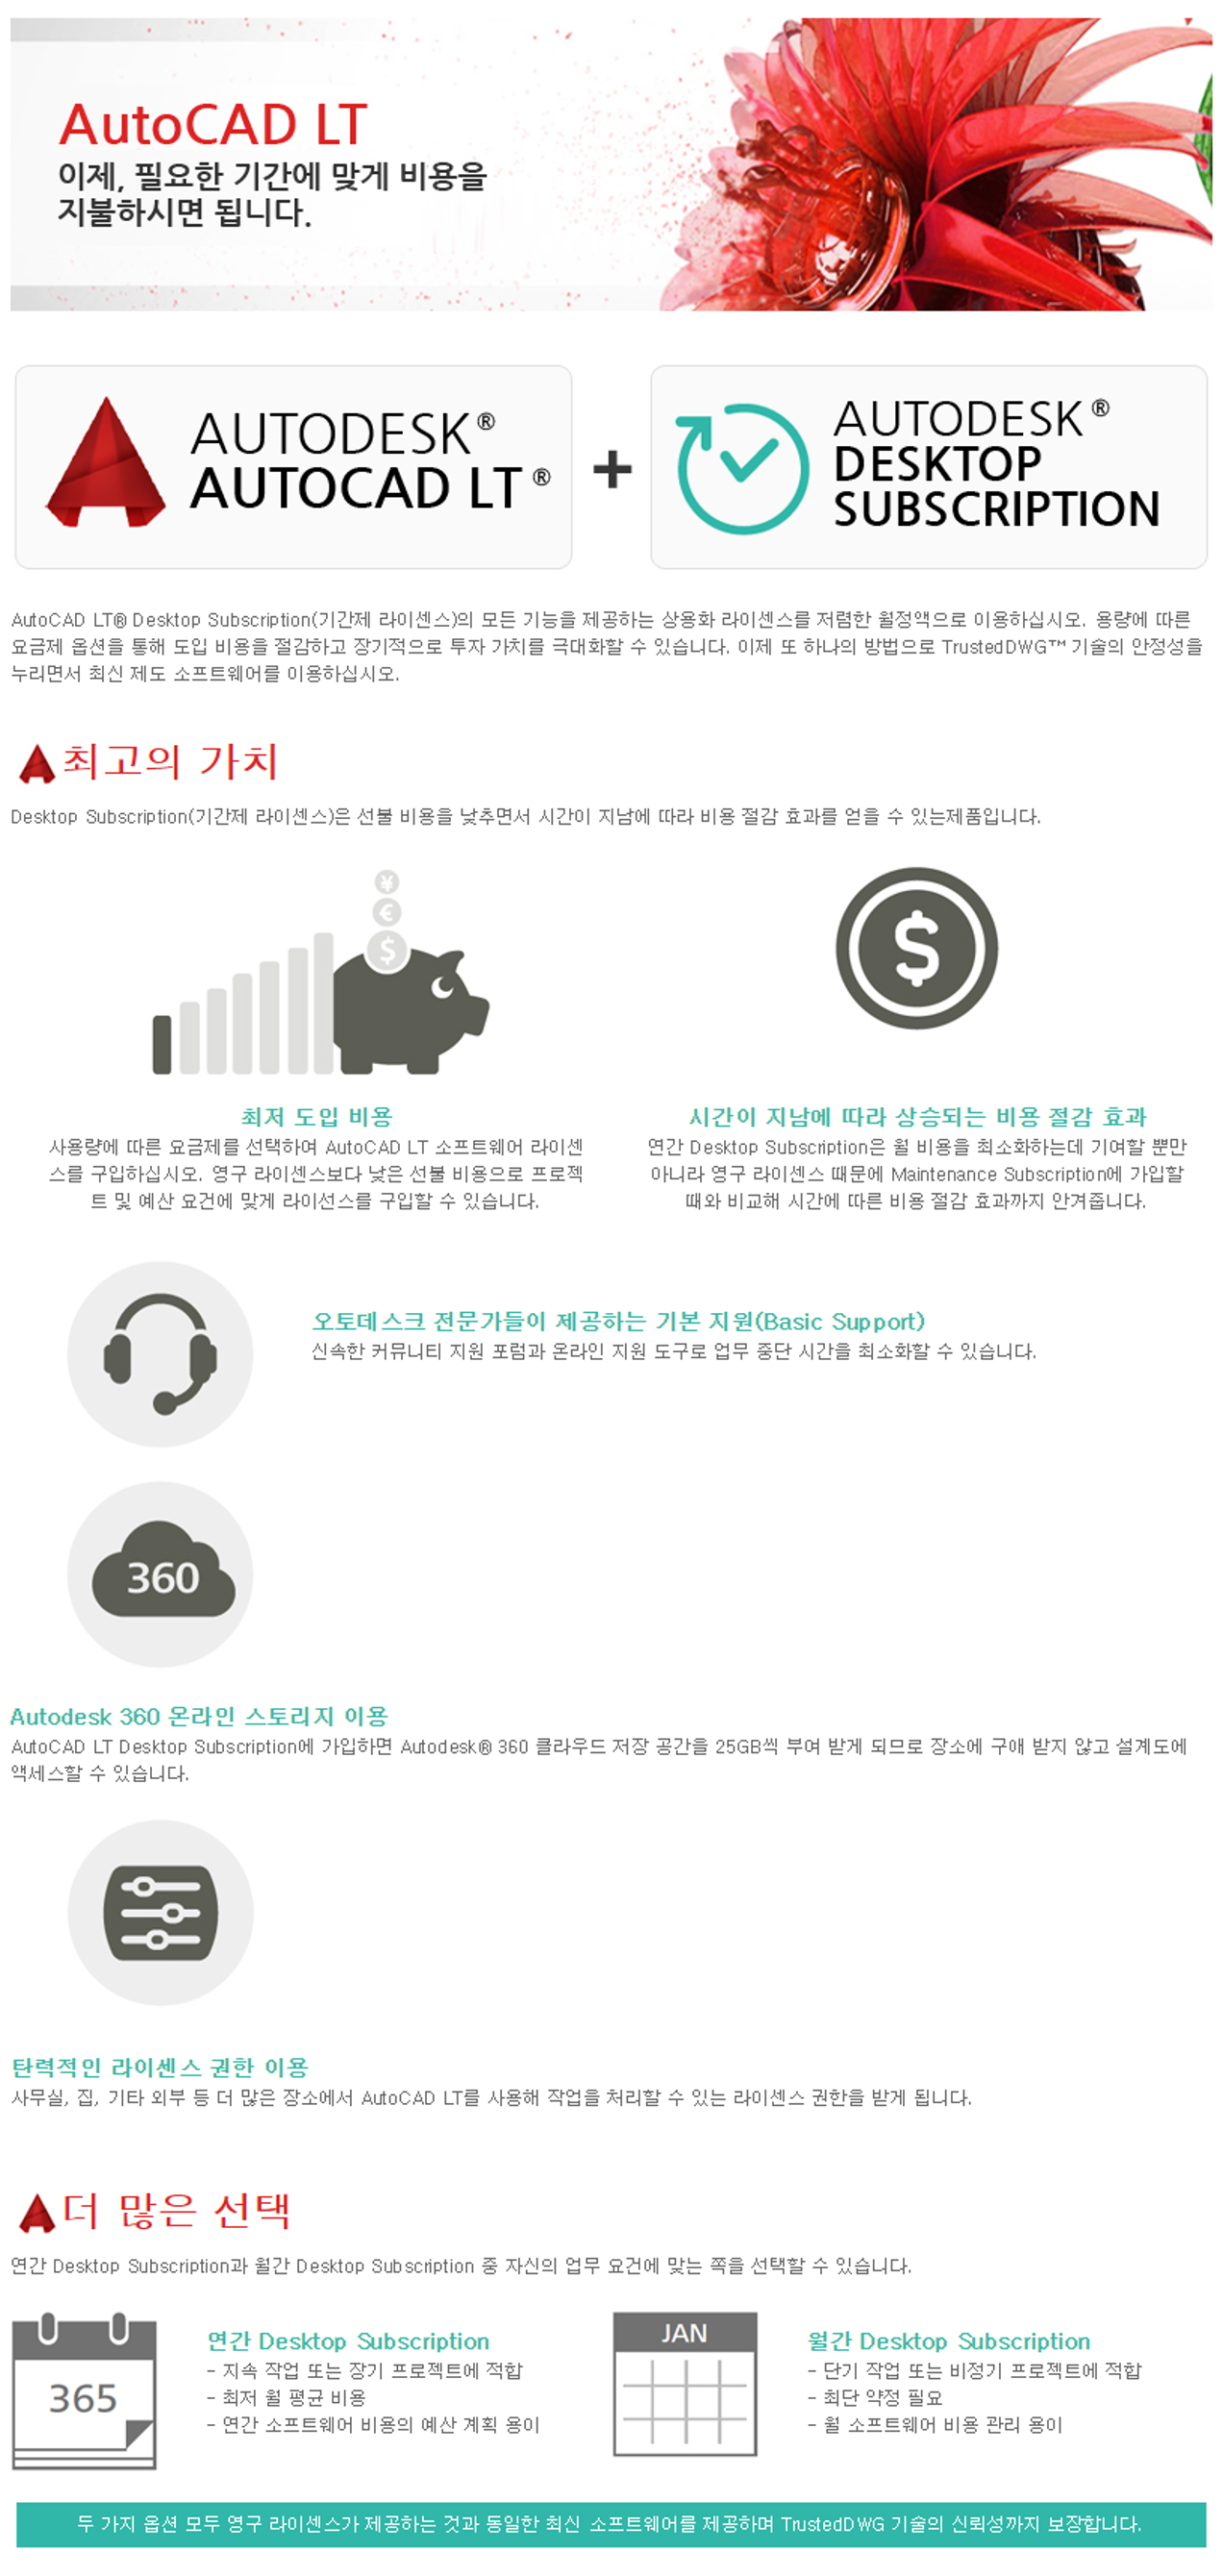 AutoCAD LT
이제, 필요한 기간에 맞게 비용을
지불하시면 됩니다.
AUTODESK®
AUTOCAD LT®
+
AUTODESK®
DESKTOP
SUBSCRIPTION
AutoCAD LT® Desktop Subscription(기간제 라이센스)의 모든 기능을 제공하는 상용화 라이센스를 저렴한 월정액으로 이용하십시오. 용량에 따른
요금제 옵션을 통해 도입 비용을 절감하고 장기적으로 투자 가치를 극대화할 수 있습니다. 이제 또 하나의 방법으로 TrustedDWG™ 기술의 안정성을
누리면서 최신 제도 소프트웨어를 이용하십시오.
최고의 가치
Desktop Subscription(기간제 라이센스)은 선불 비용을 낮추면서 시간이 지남에 따라 비용 절감 효과를 얻을 수 있는제품입니다.
¥
€
$
$
최저 도입 비용
사용량에 따른 요금제를 선택하여 AutoCAD LT 소프트웨어 라이센
스를 구입하십시오. 영구 라이센스보다 낮은 선불 비용으로 프로젝
트 및 예산 요건에 맞게 라이선스를 구입할 수 있습니다.
시간이 지남에 따라 상승되는 비용 절감 효과
연간 Desktop Subscription은 월 비용을 최소화하는데 기여할 뿐만
아니라 영구 라이센스 때문에 Maintenance Subscription에 가입할
때와 비교해 시간에 따른 비용 절감 효과까지 안겨줍니다.
오토데스크 전문가들이 제공하는 기본 지원(Basic Support)
신속한 커뮤니티 지원 포럼과 온라인 지원 도구로 업무 중단 시간을 최소화할 수 있습니다.
360
Autodesk 360 온라인 스토리지 이용
AutoCAD LT Desktop Subscription에 가입하면 Autodesk® 360 클라우드 저장 공간을 25GB씩 부여 받게 되므로 장소에 구애 받지 않고 설계도에
액세스할 수 있습니다.
탄력적인 라이센스 권한 이용
사무실, 집, 기타 외부 등 더 많은 장소에서 AutoCAD LT를 사용해 작업을 처리할 수 있는 라이센스 권한을 받게 됩니다.
더 많은 선택
연간 Desktop Subscription과 월간 Desktop Subscription 중 자신의 업무 요건에 맞는 쪽을 선택할 수 있습니다.
365
연간 Desktop Subscription
- 지속 작업 또는 장기 프로젝트에 적합
- 최저 월 평균 비용
- 연간 소프트웨어 비용의 예산 계획 용이
JAN
월간 Desktop Subscription
- 단기 작업 또는 비정기 프로젝트에 적합
- 최단 약정 필요
- 월 소프트웨어 비용 관리 용이
두 가지 옵션 모두 영구 라이센스가 제공하는 것과 동일한 최신 소프트웨어를 제공하며 TrustedDWG 기술의 신뢰성까지 보장합니다.